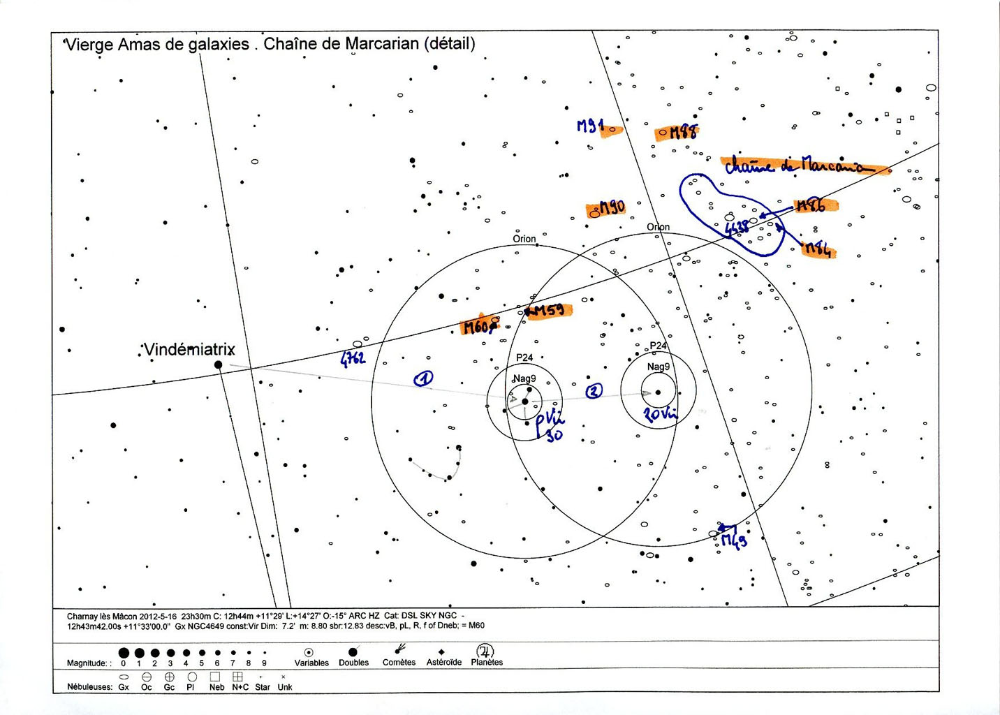 Vierge Amas de galaxies . Chaîne de Marcarian (détail)
M91
M88
chaîne de Marcaria
M90
M86
4438
M84
Orion
Orion
M59
M60
Vindémiatrix
4762
P24
P24
Nag9
Nag9
1
2
ρVir
30
20Vir
M49
Charnay lès Mâcon 2012-5-16 23h30m C: 12h44m +11°29' L:+14°27' O:-15° ARC HZ Cat: DSL SKY NGC -
12h43m42.00s +11°33'00.0" Gx NGC4649 const:Vir Dim: 7.2' m: 8.80 sbr:12.83 desc:vB, pL, R, f of Dneb; = M60
Magnitude: : 0 1 2 3 4 5 6 7 8 9 Variables Doubles Comètes Astéroïde Planètes
Nébuleuses: Gx Oc Gc Pl Neb N+C Star Unk